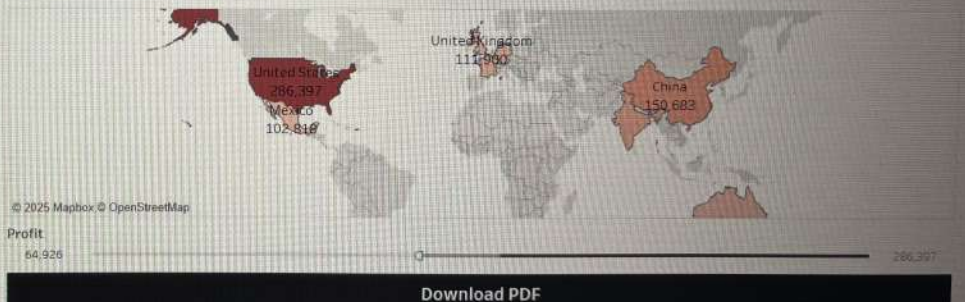 United Kingdom
111,900
United States
286,397
China
150,683
Mexico
102,818
© 2025 Mapbox © OpenStreetMap
Profit
64,926
286,397
Download PDF